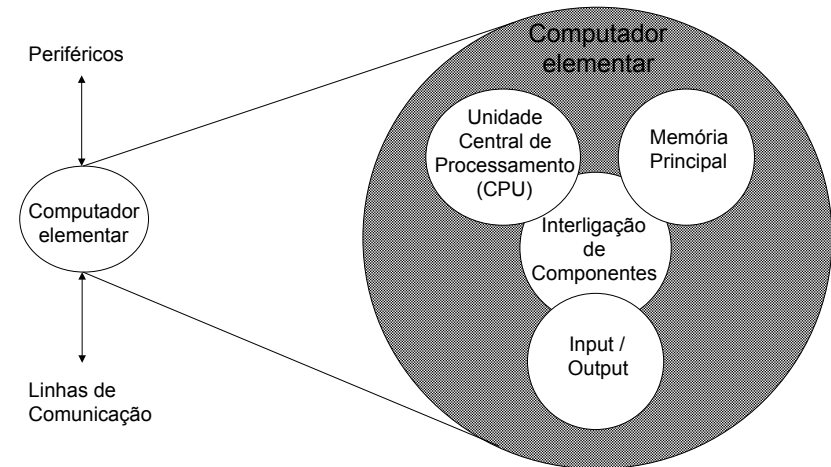 Periféricos
Computador
elementar
Linhas de
Comunicação
Computador
elementar
Unidade
Central de
Processamento
(CPU)
Memória
Principal
Interligação
de
Componentes
Input /
Output